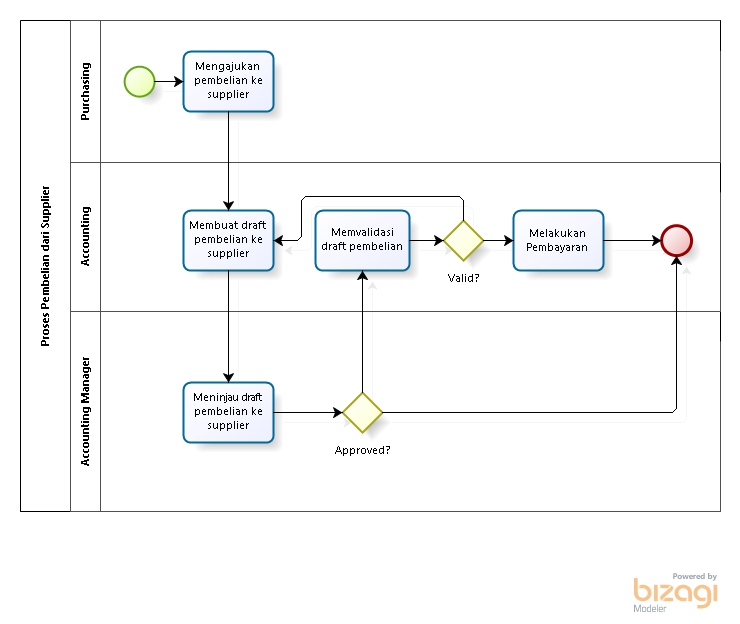 Proses Pembelian dari Supplier
Purchasing
Mengajukan
pembelian ke
supplier
Accounting
Membuat draft
pembelian ke
supplier
Memvalidasi
draft pembelian
Valid?
Melakukan
Pembayaran
Accounting Manager
Meninjau draft
pembelian ke
supplier
Approved?
Powered by
bizagi
Modeler